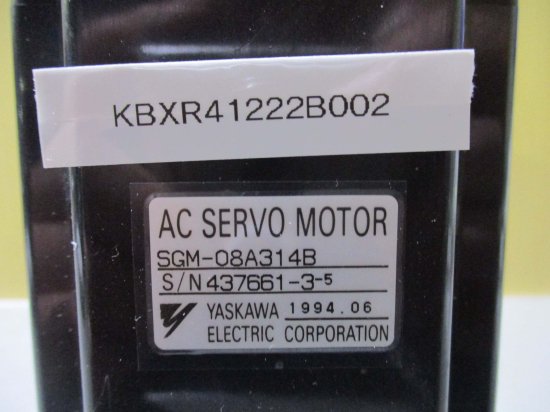 KBXR41222B002
AC SERVO MOTOR
SGM-08A314B
S/N 437661-3-5
YASKAWA 1994.06
ELECTRIC CORPORATION